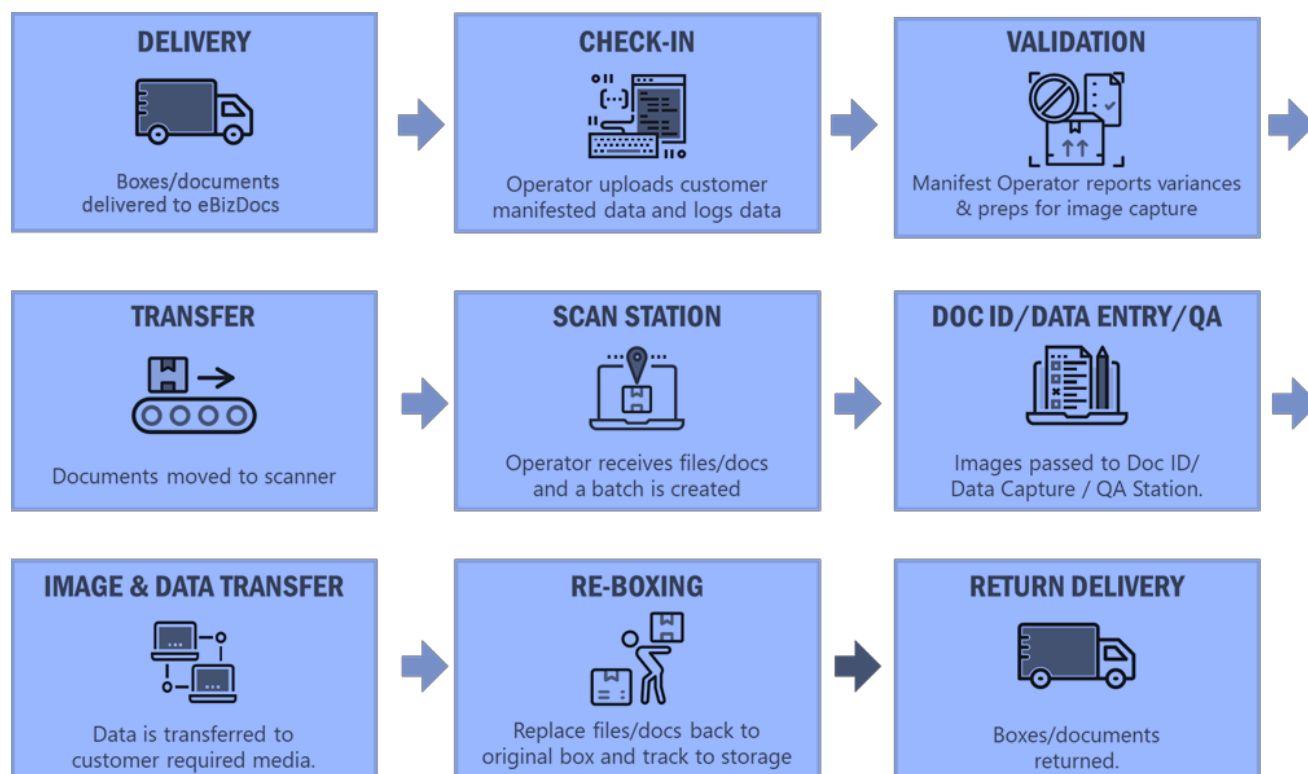 DELIVERY
Boxes/documents
delivered to eBizDocs
CHECK-IN
Operator uploads customer
manifested data and logs data
VALIDATION
Manifest Operator reports variances
& preps for image capture
TRANSFER
Documents moved to scanner
SCAN STATION
Operator receives files/docs
and a batch is created
DOC ID/DATA ENTRY/QA
Images passed to Doc ID/
Data Capture / QA Station.
IMAGE & DATA TRANSFER
Data is transferred to
customer required media.
RE-BOXING
Replace files/docs back to
original box and track to storage
RETURN DELIVERY
Boxes/documents
returned.